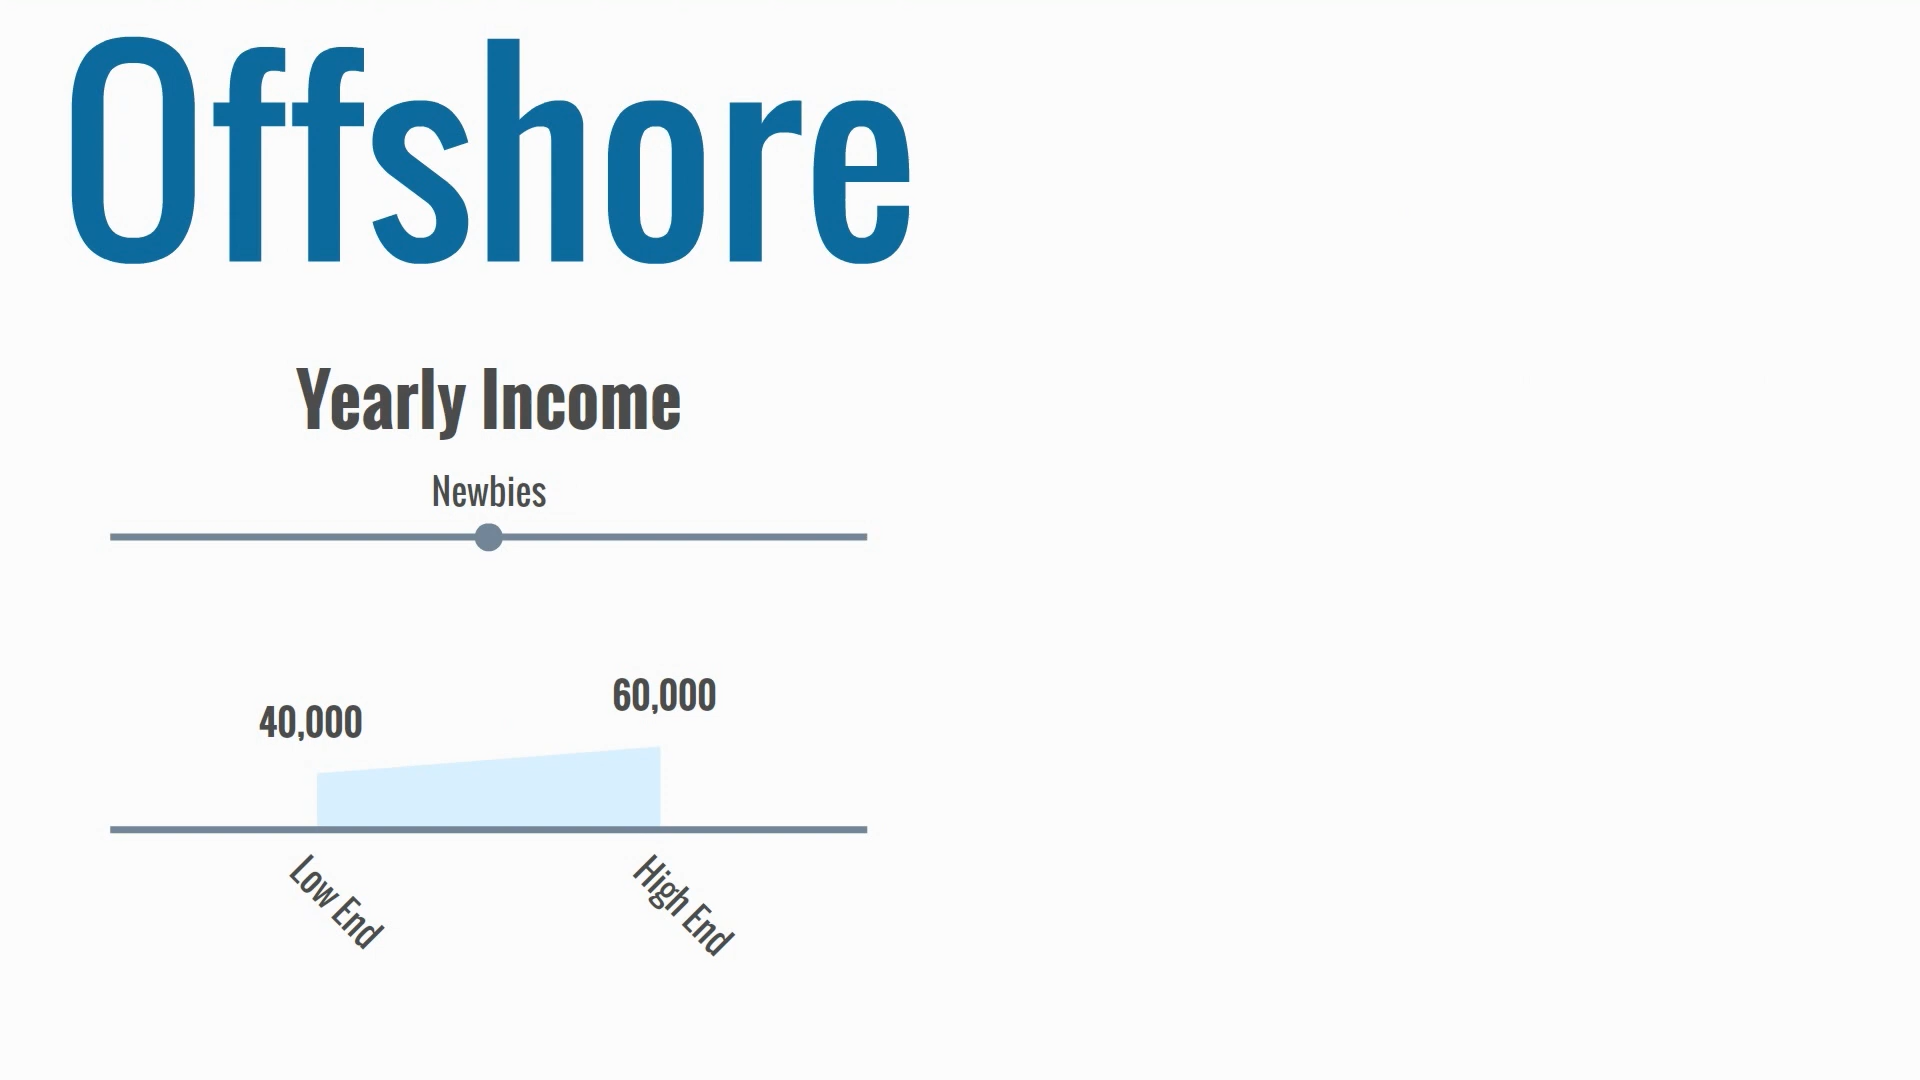 Offshore
Yearly Income
Newbies
40,000
60,000
Low End
High End